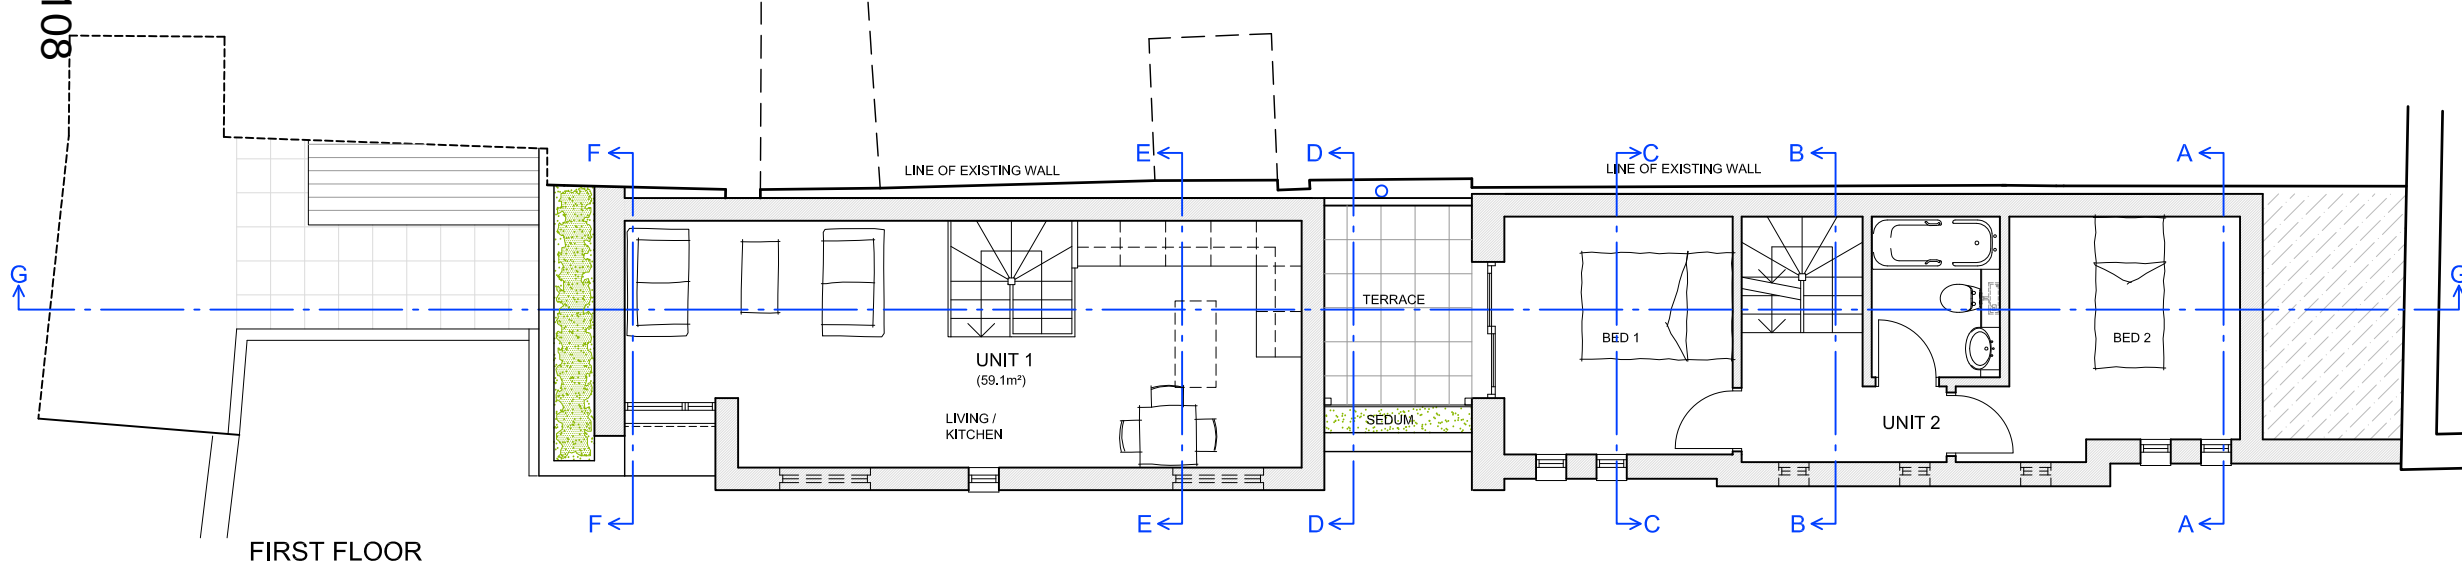 108
F
E
D
C
B
A
LINE OF EXISTING WALL
LINE OF EXISTING WALL
G
G
TERRACE
BED 1
BED 2
UNIT 1
(59.1m²)
LIVING /
KITCHEN
SEDUM
UNIT 2
F
E
D
C
B
A
FIRST FLOOR